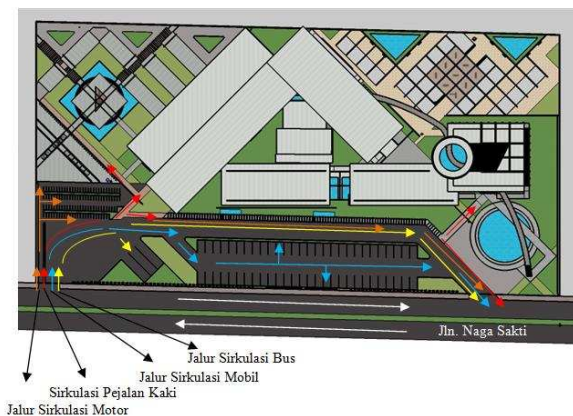 Jln. Naga Sakti
Jalur Sirkulasi Bus
Jalur Sirkulasi Mobil
Sirkulasi Pejalan Kaki
Jalur Sirkulasi Motor